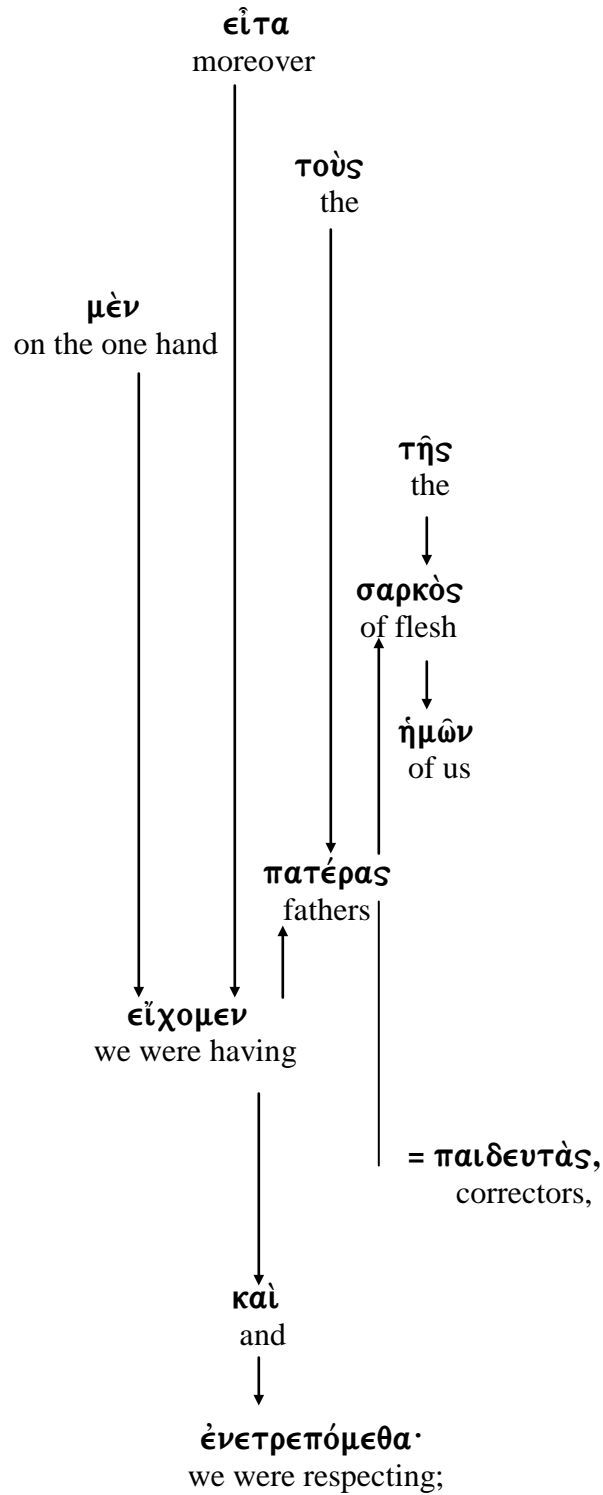 εἶτα
moreover
τοὺς
the
μὲν
on the one hand
τῆς
the
σαρκὸς
of flesh
ἡμῶν
of us
πατέρας
fathers
εἴχομεν
we were having
= παιδευτὰς,
correctors,
καὶ
and
ἐνετρεπόμεθα·
we were respecting;